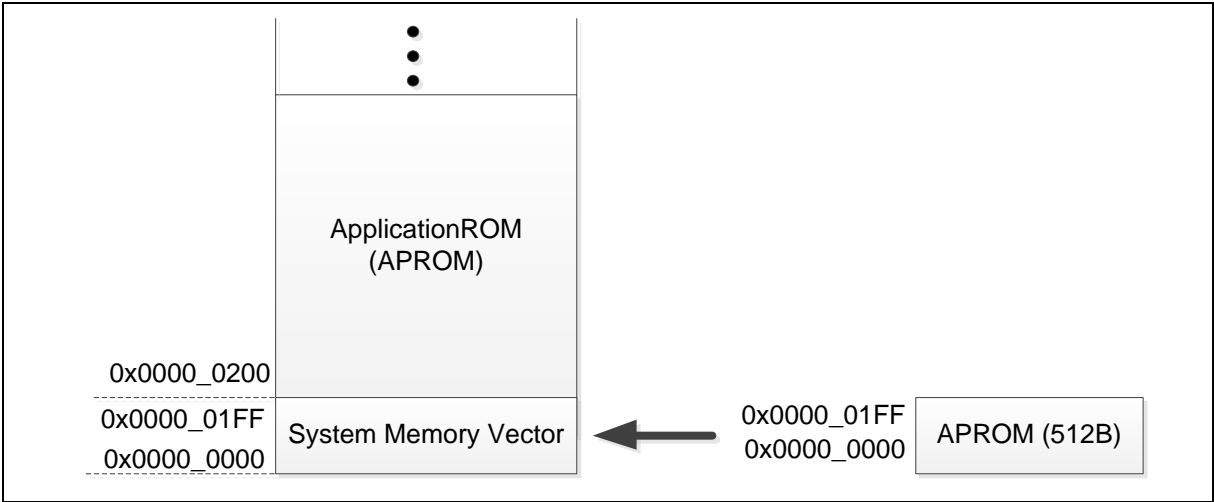 ApplicationROM
(APROM)
0x0000_0200
0x0000_01FF
System Memory Vector
0x0000_0000
0x0000_01FF
0x0000_0000
APROM (512B)